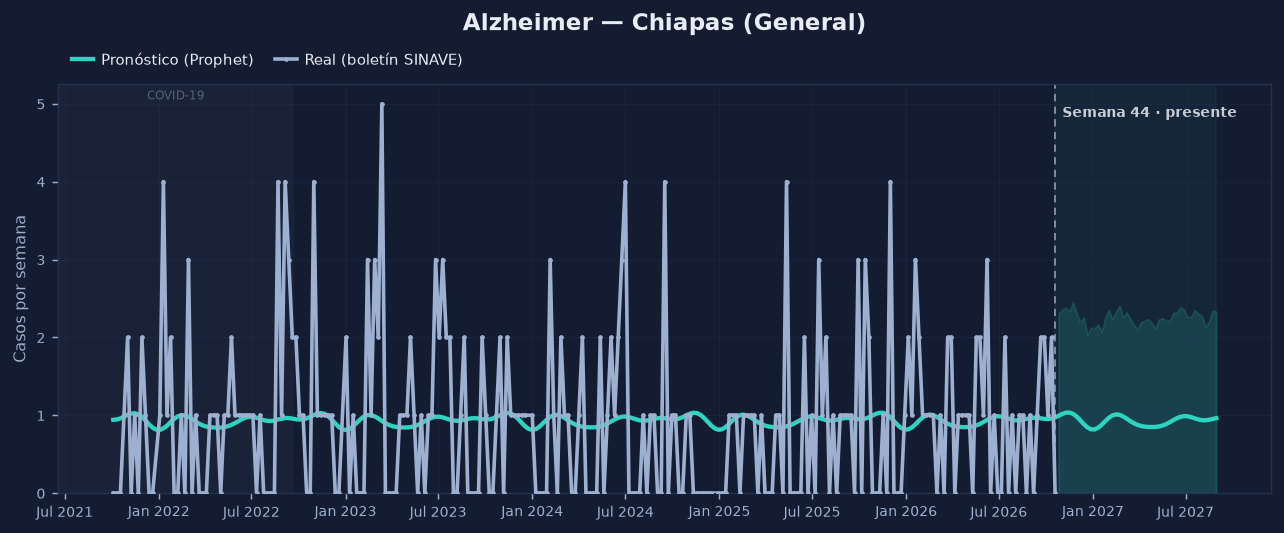 Alzheimer — Chiapas (General)
Pronóstico (Prophet)
Real (boletín SINAVE)
COVID-19
Semana 44 · presente
Casos por semana
5
4
3
2
1
0
Jul 2021
Jan 2022
Jul 2022
Jan 2023
Jul 2023
Jan 2024
Jul 2024
Jan 2025
Jul 2025
Jan 2026
Jul 2026
Jan 2027
Jul 2027